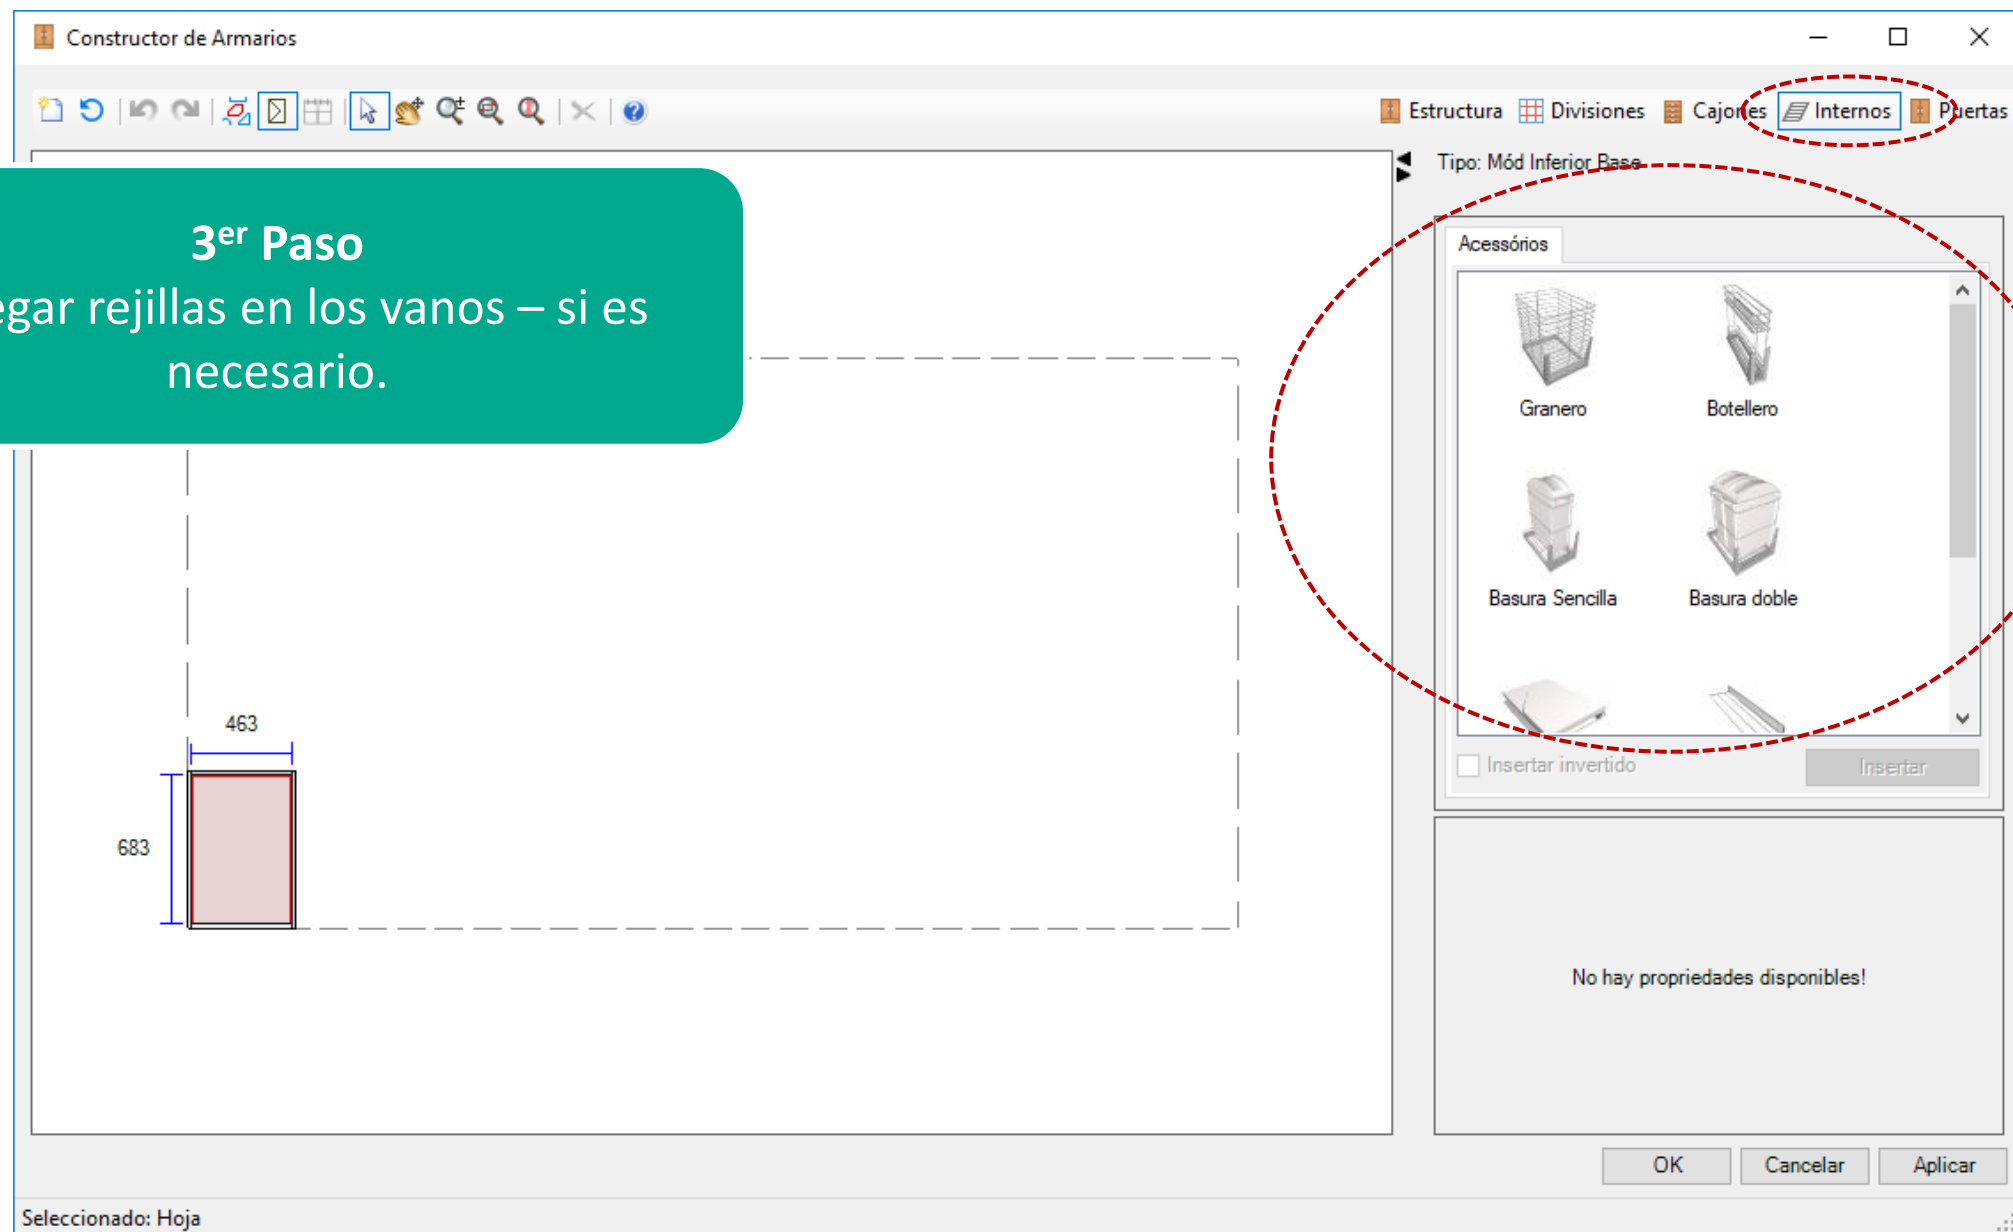 Constructor de Armarios
Estructura Divisiones Cajones Internos Puertas
Tipo: Mód Inferior Base
3er Paso
rejillas en los vanos – si es
necesario.
Acessórios
Granero Botellero
Basura Sencilla Basura doble
463
683
Insertar invertido Insertar
No hay propriedades disponibles!
OK Cancelar Aplicar
Seleccionado: Hoja